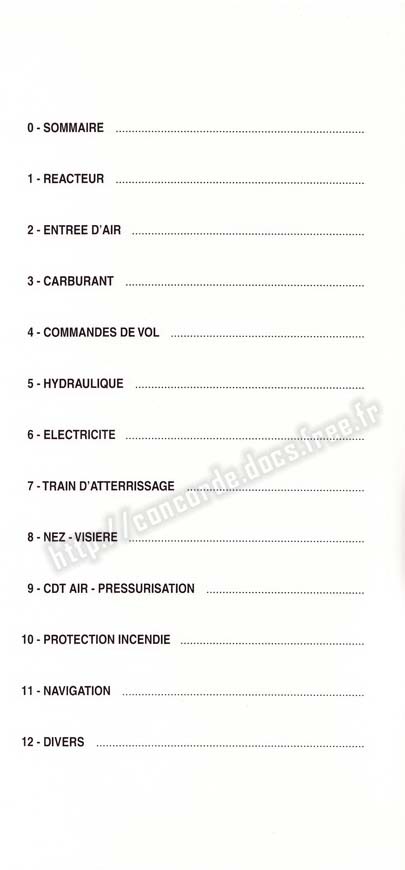 0 - SOMMAIRE ........................................
1 - REACTEUR ........................................
2 - ENTREE D'AIR ........................................
3 - CARBURANT ........................................
4 - COMMANDES DE VOL ........................................
5 - HYDRAULIQUE ........................................
6 - ELECTRICITE ........................................
7 - TRAIN D'ATTERRISSAGE ........................................
8 - NEZ - VISIERE ........................................
9 - CDT AIR - PRESSURISATION ........................................
10 - PROTECTION INCENDIE ........................................
11 - NAVIGATION ........................................
12 - DIVERS ........................................
http://concorde.docs.free.fr